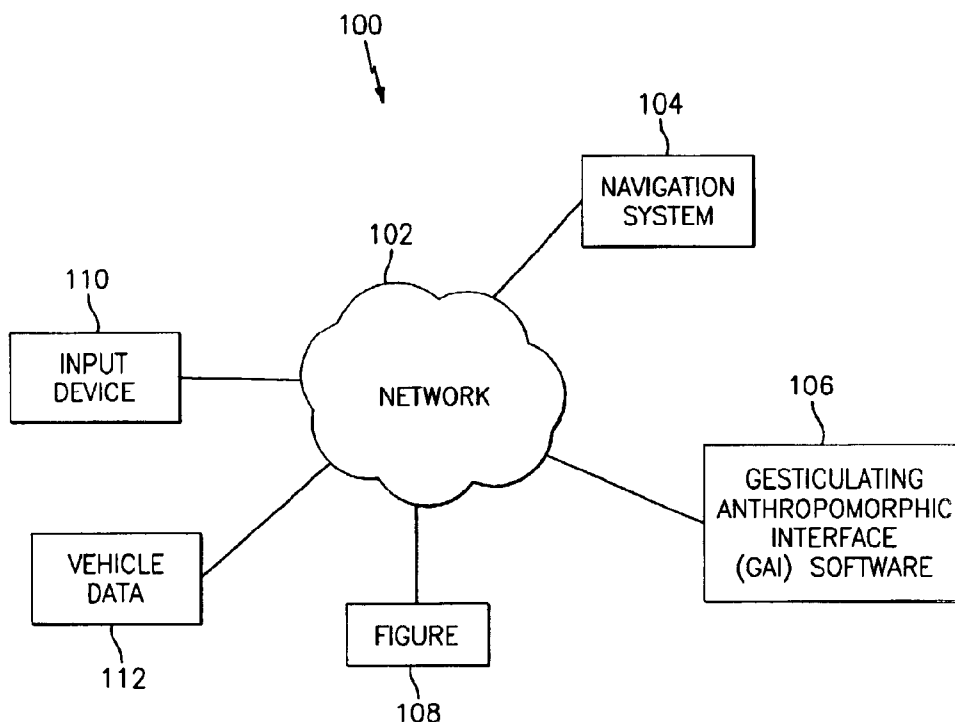 100
104
NAVIGATION
SYSTEM
102
110
INPUT
DEVICE
NETWORK
106
GESTICULATING
ANTHROPOMORPHIC
INTERFACE
(GAI) SOFTWARE
VEHICLE
DATA
112
FIGURE
108